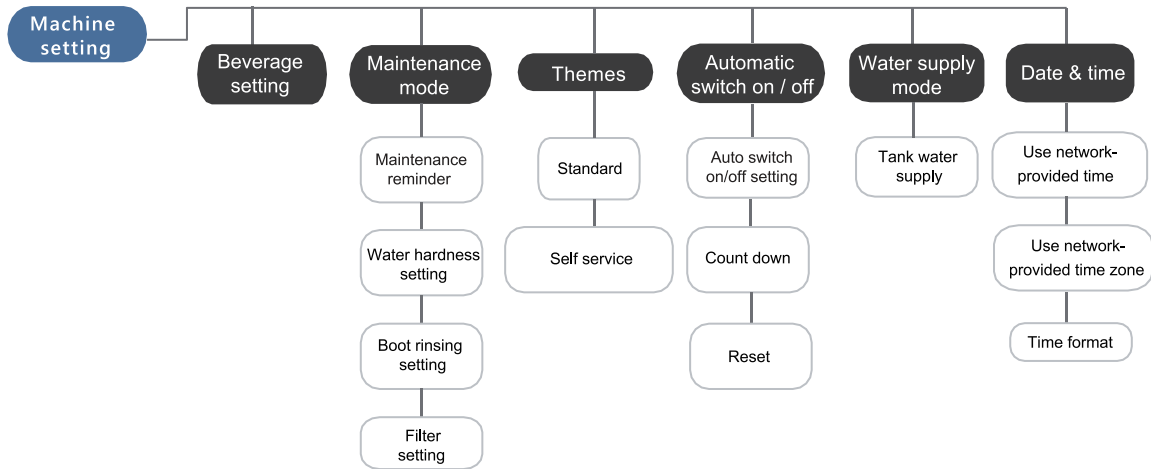 Machine
setting
Beverage
setting
Maintenance
mode
Maintenance
reminder
Water hardness
setting
Boot rinsing
setting
Filter
setting
Themes
Standard
Self service
Automatic
switch on / off
Auto switch
on/off setting
Count down
Reset
Water supply
mode
Tank water
supply
Date & time
Use network-
provided time
Use network-
provided time zone
Time format